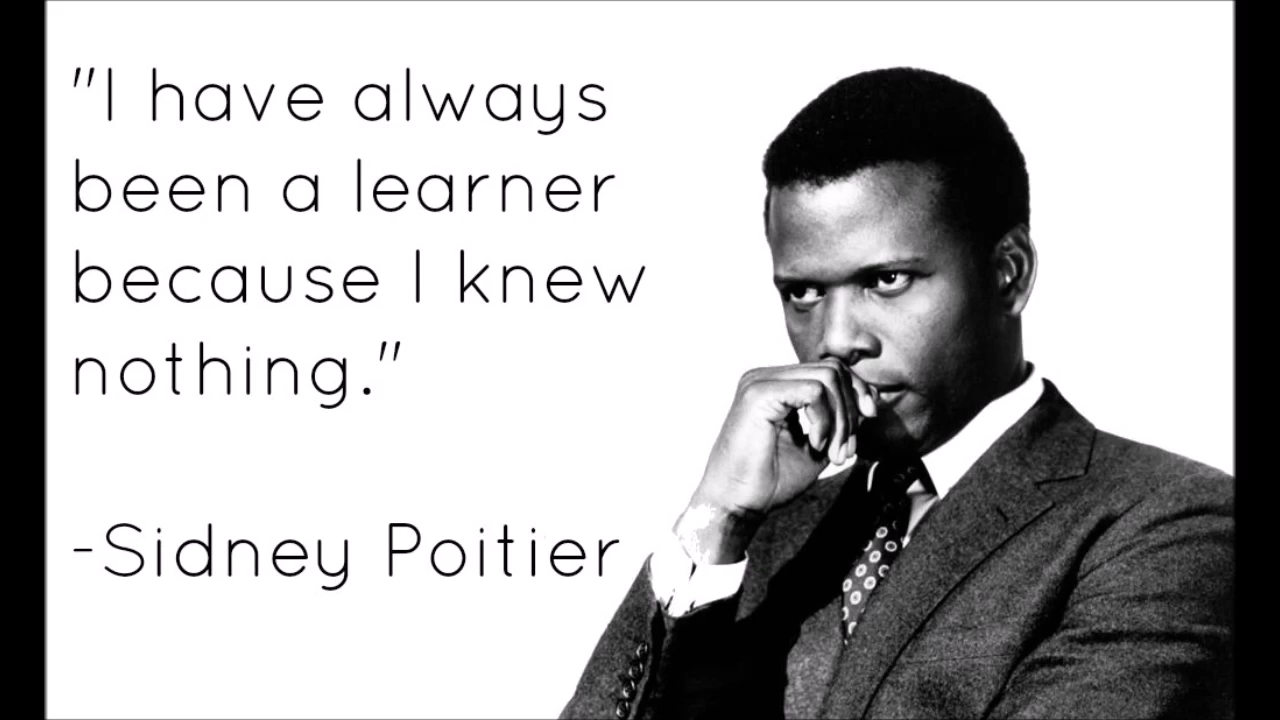 "I have always
been a learner
because I knew
nothing."
-Sidney Poitier